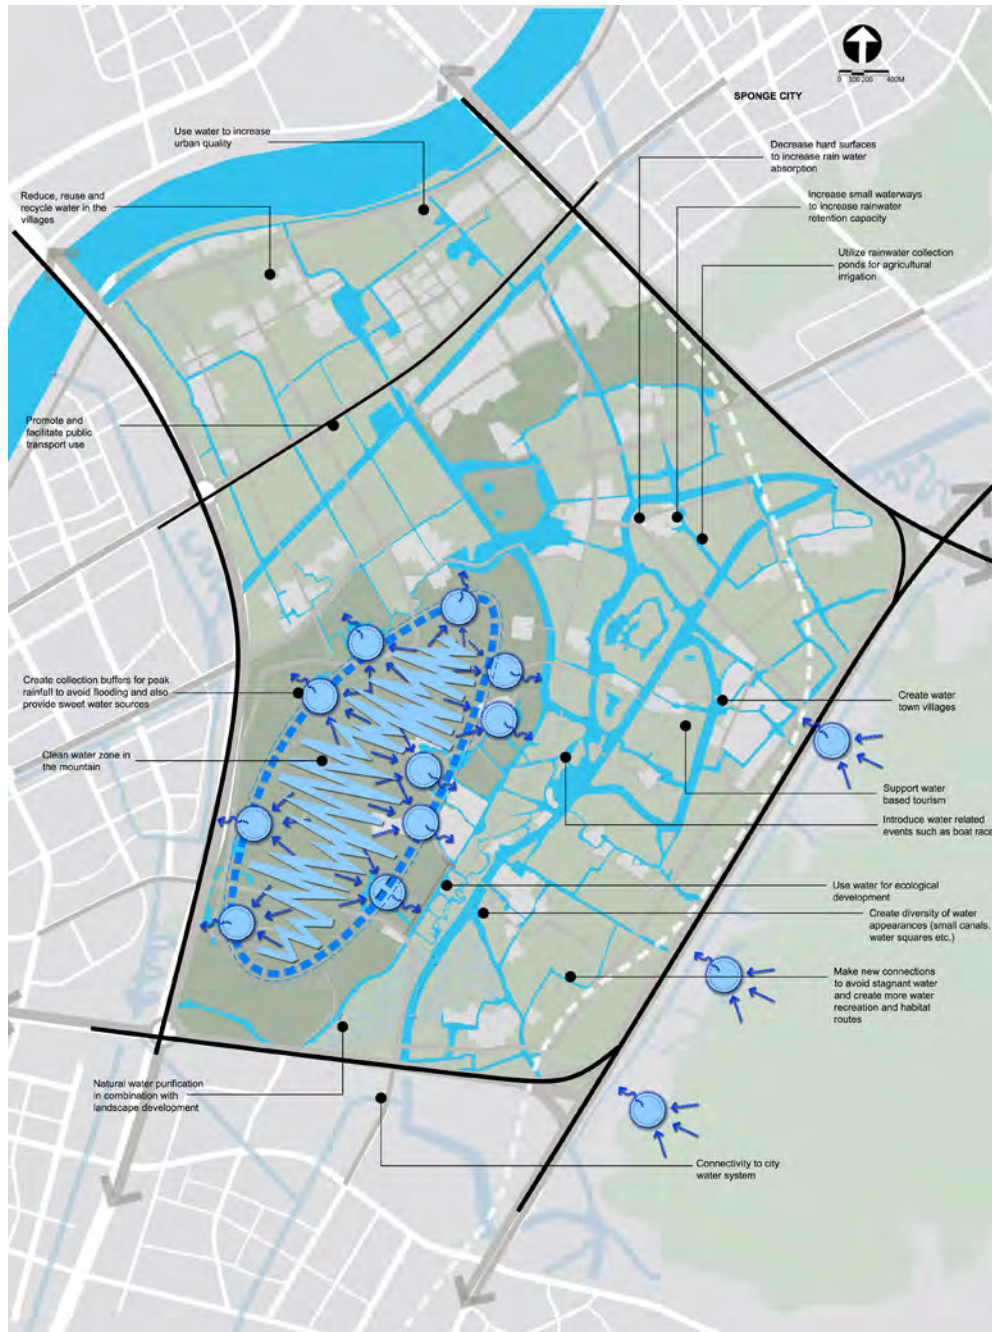 0 100 200 400M
SPONGE CITY
Use water to increase
urban quality
Decrease hard surfaces
to increase rain water
absorption
Reduce, reuse and
recycle water in the
villages
Increase small waterways
to increase rainwater
retention capacity
Utilize rainwater collection
ponds for agricultural
irrigation
Promote and
facilitate public
transport use
Create collection buffers for peak
rainfall to avoid flooding and also
provide sweet water sources
Create water
town villages
Clean water zone in
the mountain
Support water
based tourism
Introduce water related
events such as boat race
Use water for ecological
development
Create diversity of water
appearances (small canals,
water squares etc.)
Make new connections
to avoid stagnant water
and create more water
recreation and habitat
routes
Natural water purification
in combination with
landscape development
Connectivity to city
water system